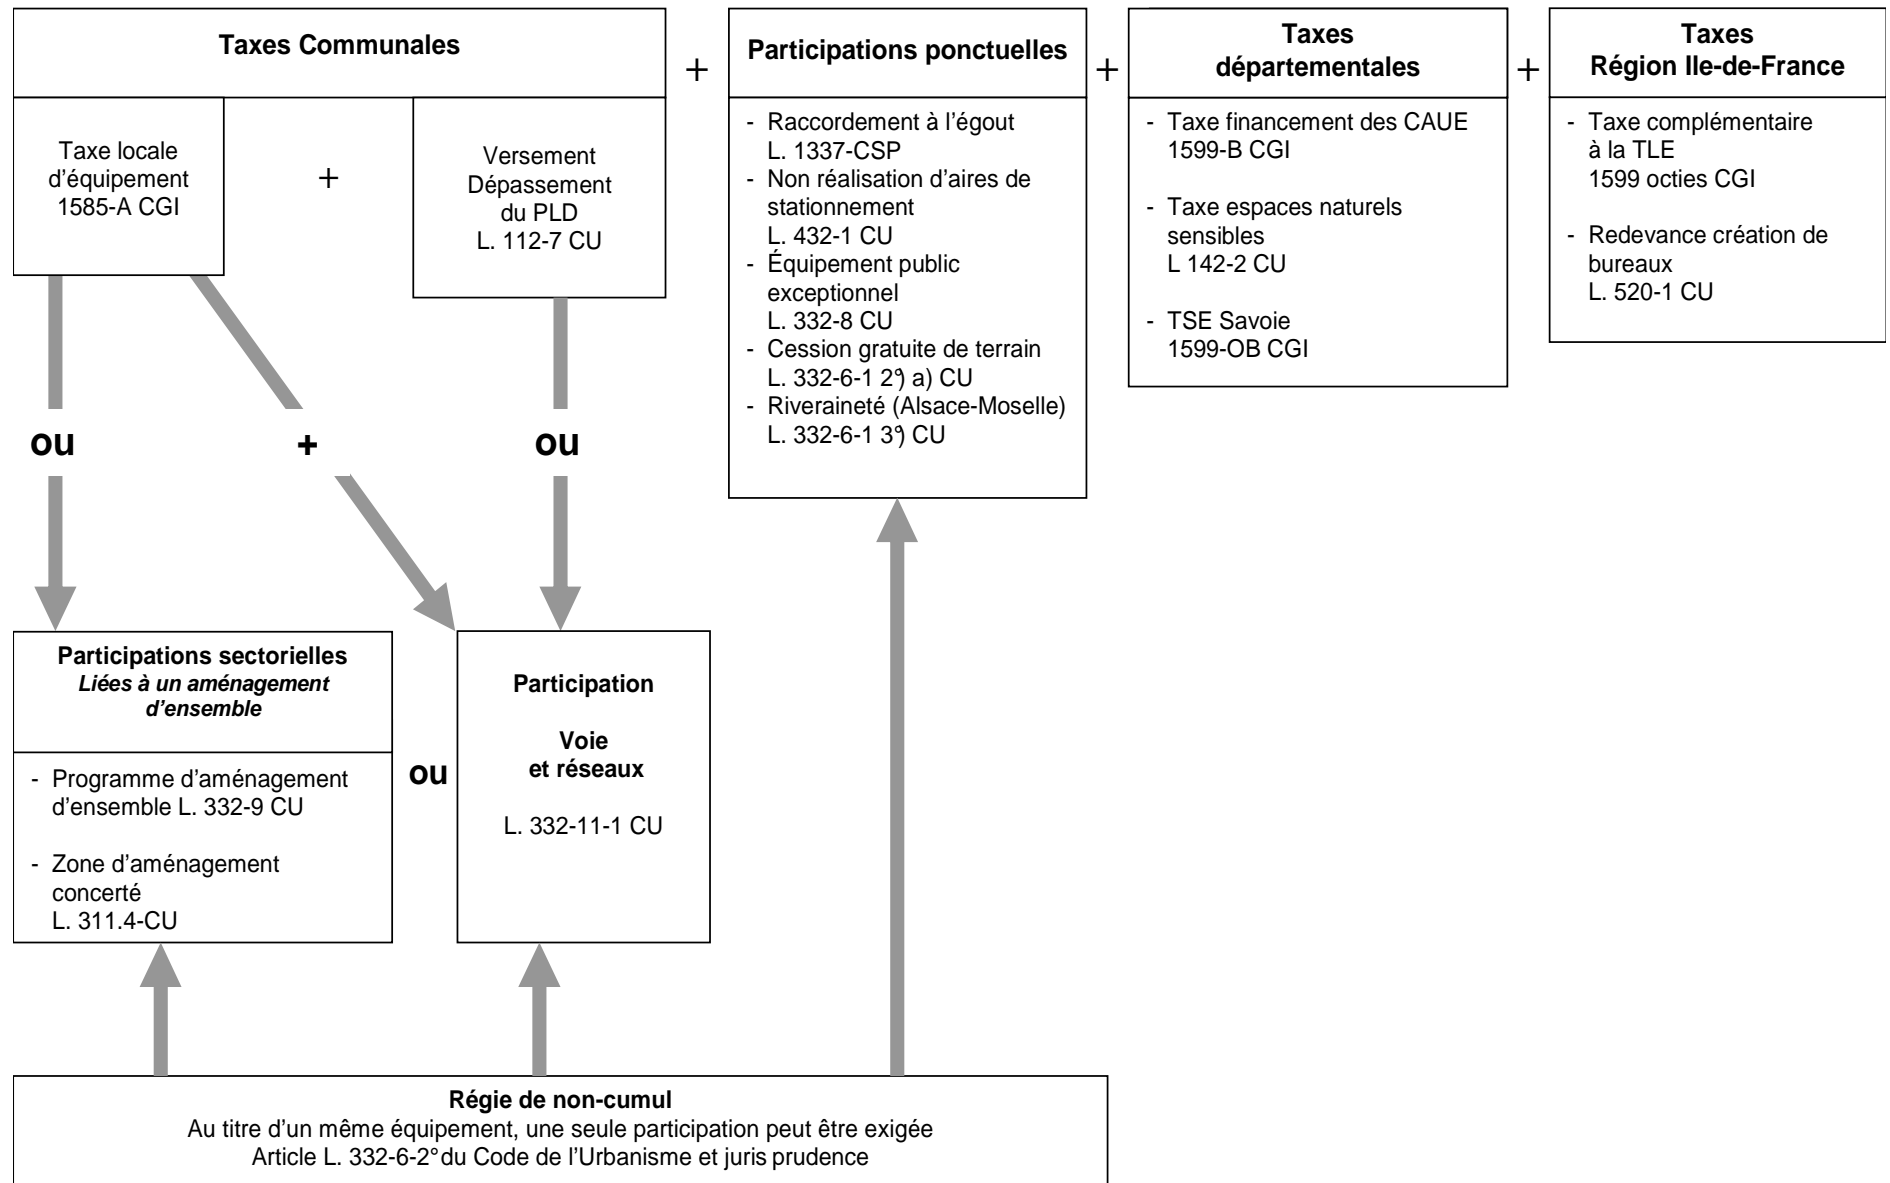 Taxes Communales
+
Participations ponctuelles
+
Taxes
départementales
+
Taxes
Région Ile-de-France
Taxe locale
d'équipement
1585-A CGI
+
Versement
Dépassement
du PLD
L. 112-7 CU
- Raccordement à l'égout
L. 1337-CSP
- Non réalisation d'aires de
stationnement
L. 432-1 CU
- Équipement public
exceptionnel
L. 332-8 CU
- Cession gratuite de terrain
L. 332-6-1 2°) a) CU
- Riveraineté (Alsace-Moselle)
L. 332-6-1 3°) CU
- Taxe financement des CAUE
1599-B CGI
- Taxe espaces naturels
sensibles
L 142-2 CU
- TSE Savoie
1599-OB CGI
- Taxe complémentaire
à la TLE
1599 octies CGI
- Redevance création de
bureaux
L. 520-1 CU
ou
+
ou
Participations sectorielles
Liées à un aménagement
d'ensemble
- Programme d'aménagement
d'ensemble L. 332-9 CU
- Zone d'aménagement
concerté
L. 311.4-CU
ou
Participation
Voie
et réseaux
L. 332-11-1 CU
Régie de non-cumul
Au titre d'un même équipement, une seule participation peut être exigée
Article L. 332-6-2° du Code de l'Urbanisme et juris prudence